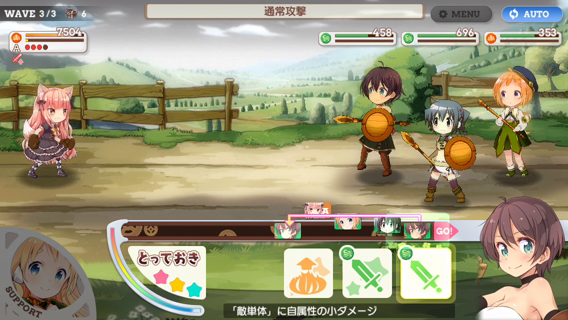 WAVE 3/3 6
通常攻撃
MENU
AUTO
7504
458
696
353
GO!
とっておき
SUPPORT
「敵単体」に自属性の小ダメージ